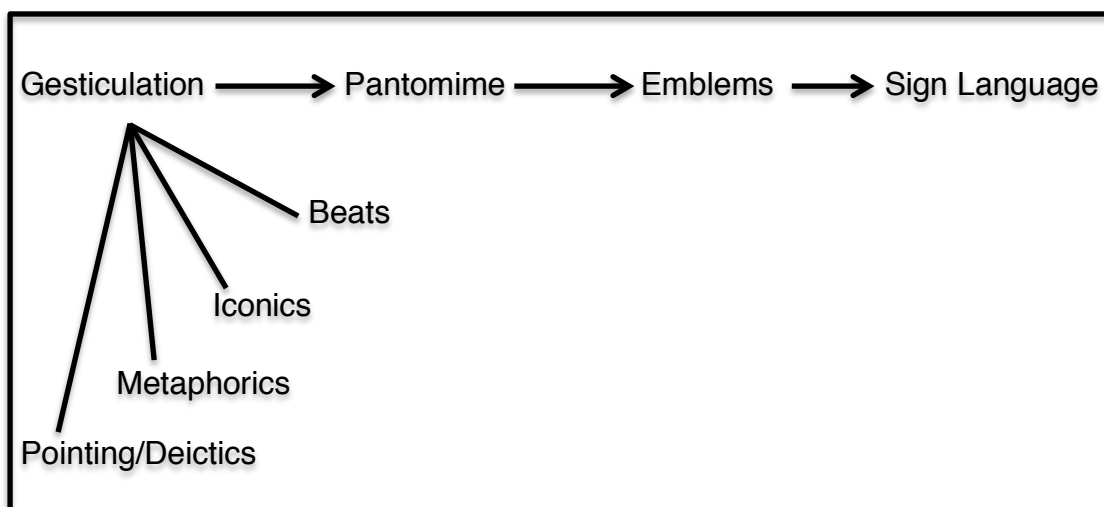 Gesticulation Pantomime Emblems Sign Language
Beats
Iconics
Metaphorics
Pointing/Deictics